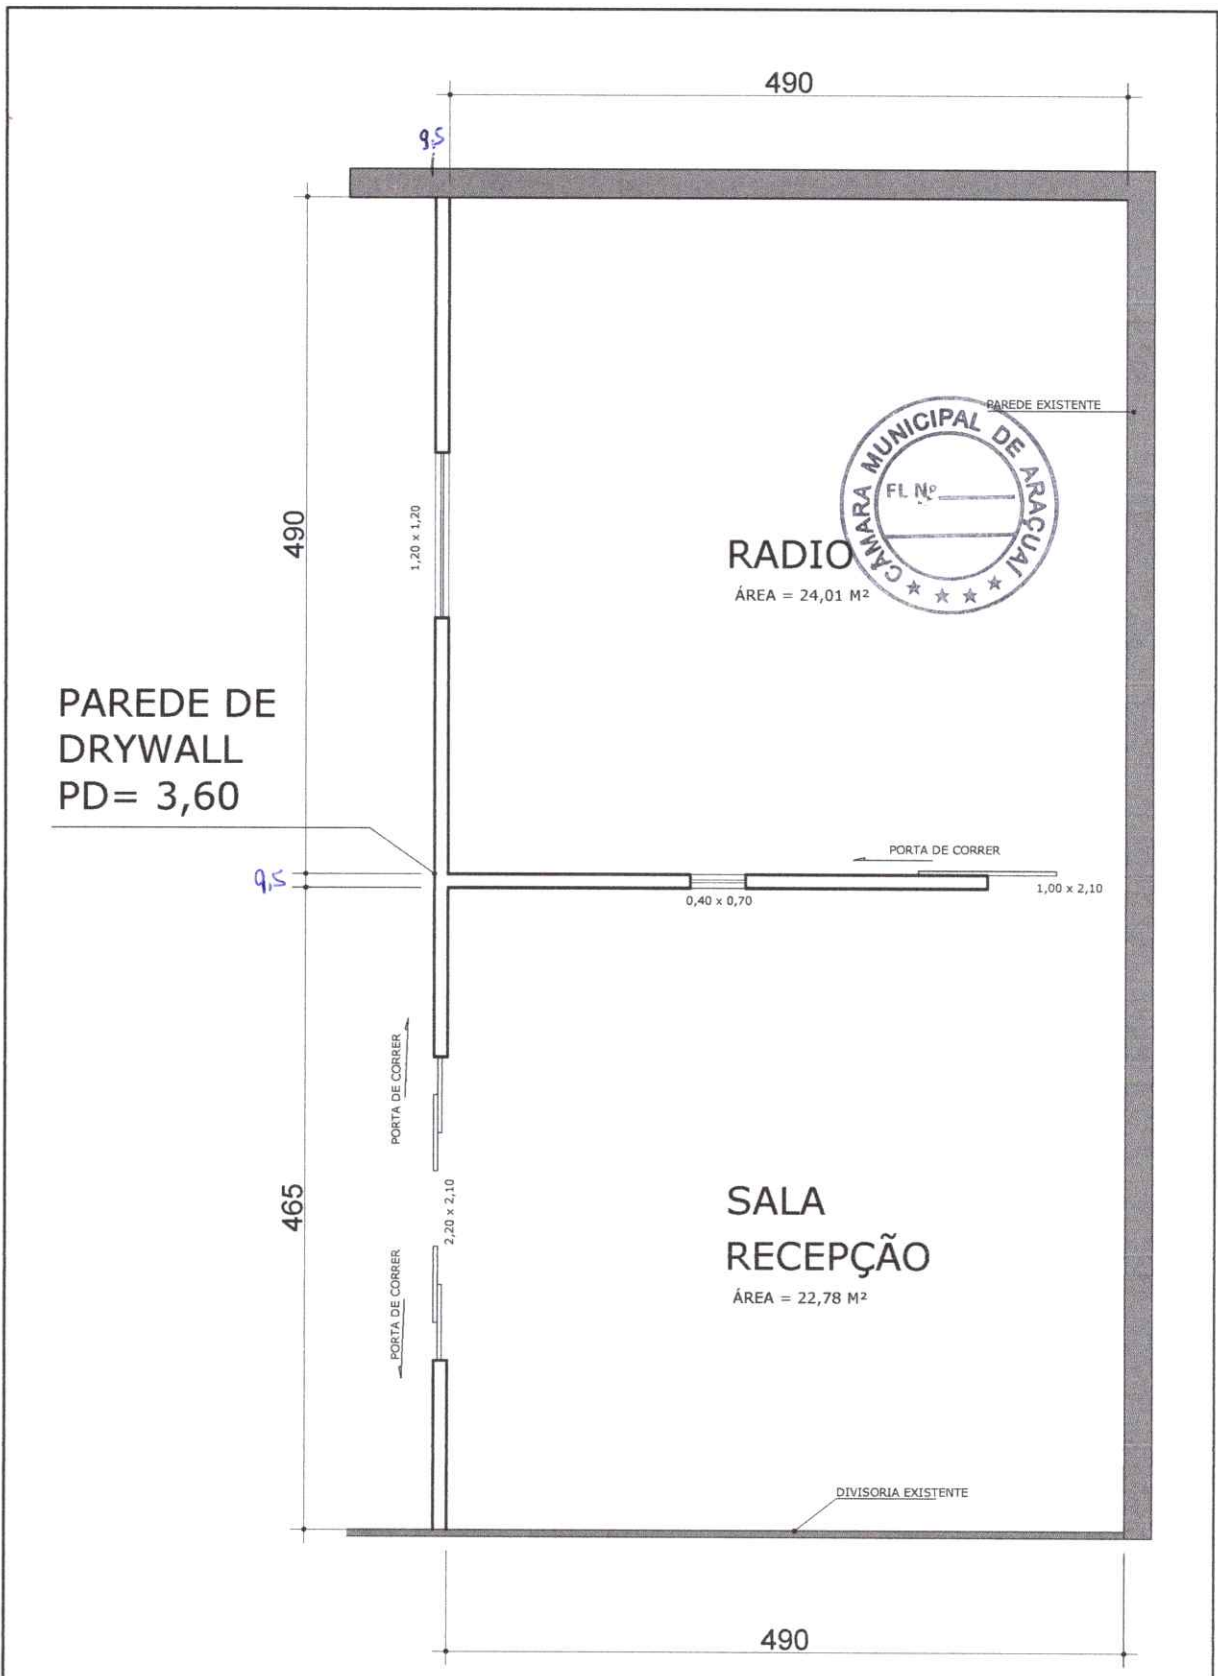 490
9.5
PAREDE EXISTENTE
CÂMARA MUNICIPAL DE ARAÇUAÍ
FL Nº
490
1,20 x 1,20
RADIO
ÁREA = 24,01 M²
PAREDE DE
DRYWALL
PD= 3,60
PORTA DE CORRER
9,5
0,40 x 0,70
1,00 x 2,10
PORTA DE CORRER
465
2,20 x 2,10
SALA
RECEPÇÃO
ÁREA = 22,78 M²
PORTA DE CORRER
DIVISORIA EXISTENTE
490